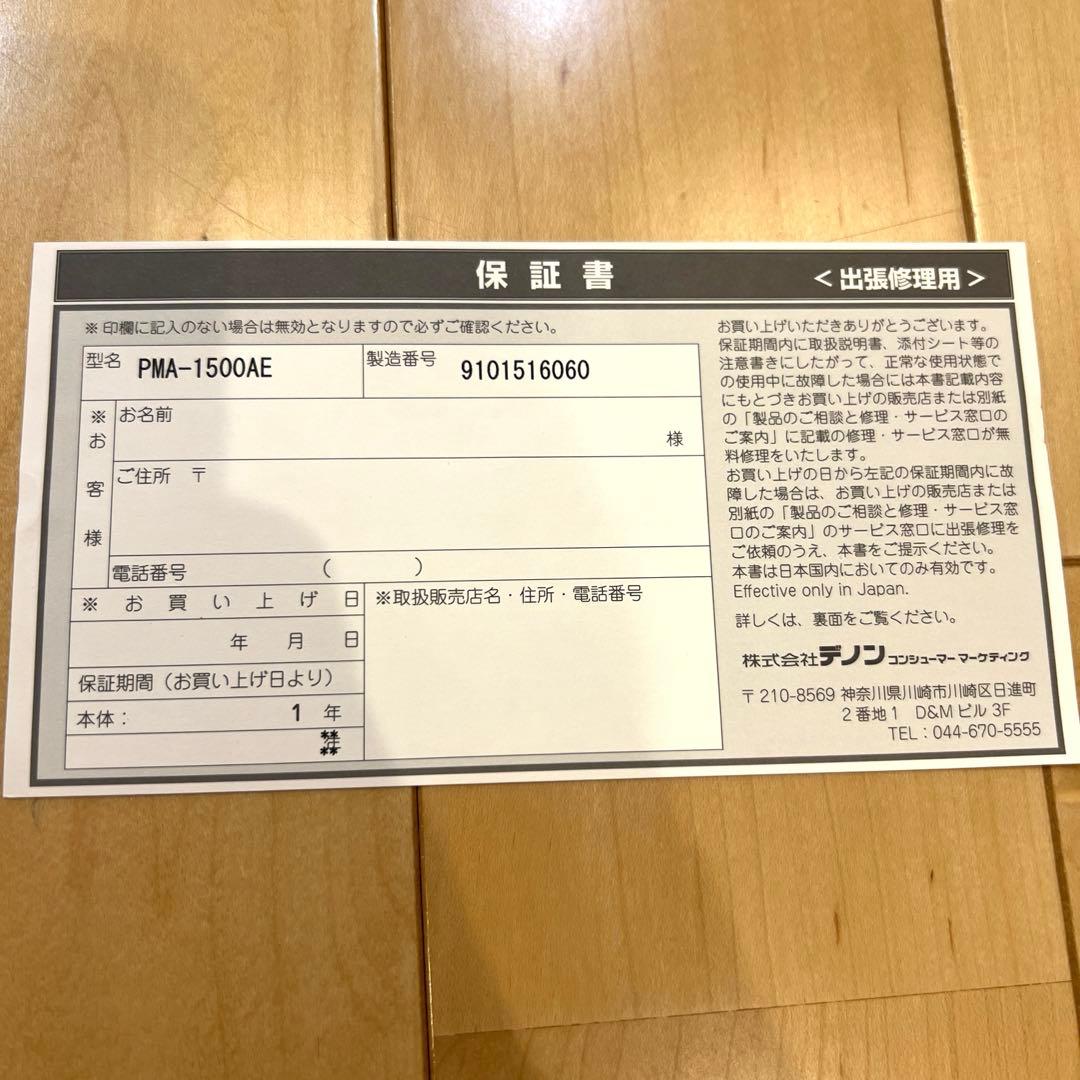 保証書 <出張修理用>
※印欄に記入のない場合は無効となりますので必ずご確認ください。
型名 PMA-1500AE 製造番号 9101516060
※お客様
お名前
様
ご住所 〒
電話番号 ( )
※お買い上げ日
年 月 日
保証期間(お買い上げ日より)
本体: 1 年
**年**
※取扱販売店名・住所・電話番号
お買い上げいただきありがとうございます。
保証期間内に取扱説明書、添付シート等の
注意書きにしたがって、正常な使用状態で
の使用中に故障した場合には本書記載内容
にもとづきお買い上げの販売店または別紙
の「製品のご相談と修理・サービス窓口の
ご案内」に記載の修理・サービス窓口が無
料修理をいたします。
お買い上げの日から左記の保証期間内に故
障した場合は、お買い上げの販売店または
別紙の「製品のご相談と修理・サービス窓
口のご案内」のサービス窓口に出張修理を
ご依頼のうえ、本書をご提示ください。
本書は日本国内においてのみ有効です。
Effective only in Japan.
詳しくは、裏面をご覧ください。
株式会社デノン コンシューマー マーケティング
〒210-8569 神奈川県川崎市川崎区日進町
2番地1 D&Mビル 3F
TEL:044-670-5555